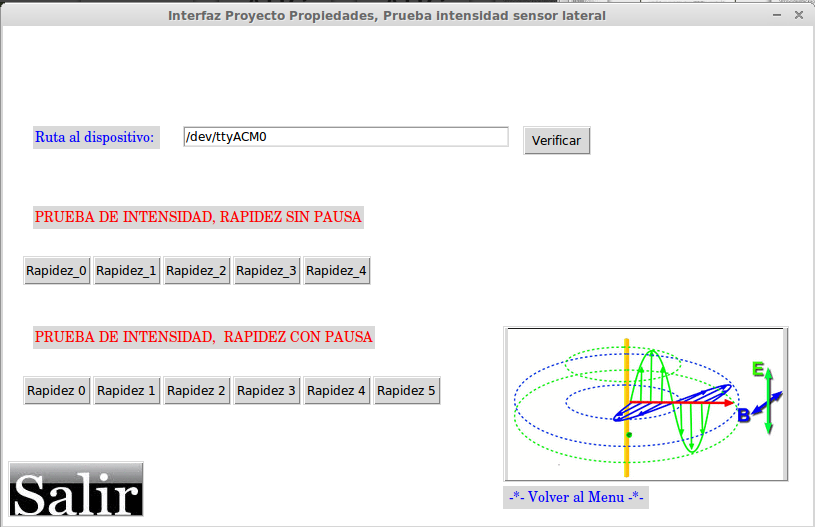 Interfaz Proyecto Propiedades, Prueba intensidad sensor lateral
Ruta al dispositivo:
/dev/ttyACM0
Verificar
PRUEBA DE INTENSIDAD, RAPIDEZ SIN PAUSA
Rapidez_0 Rapidez_1 Rapidez_2 Rapidez_3 Rapidez_4
PRUEBA DE INTENSIDAD, RAPIDEZ CON PAUSA
Rapidez 0 Rapidez 1 Rapidez 2 Rapidez 3 Rapidez 4 Rapidez 5
E
B
Salir
-*- Volver al Menu -*-